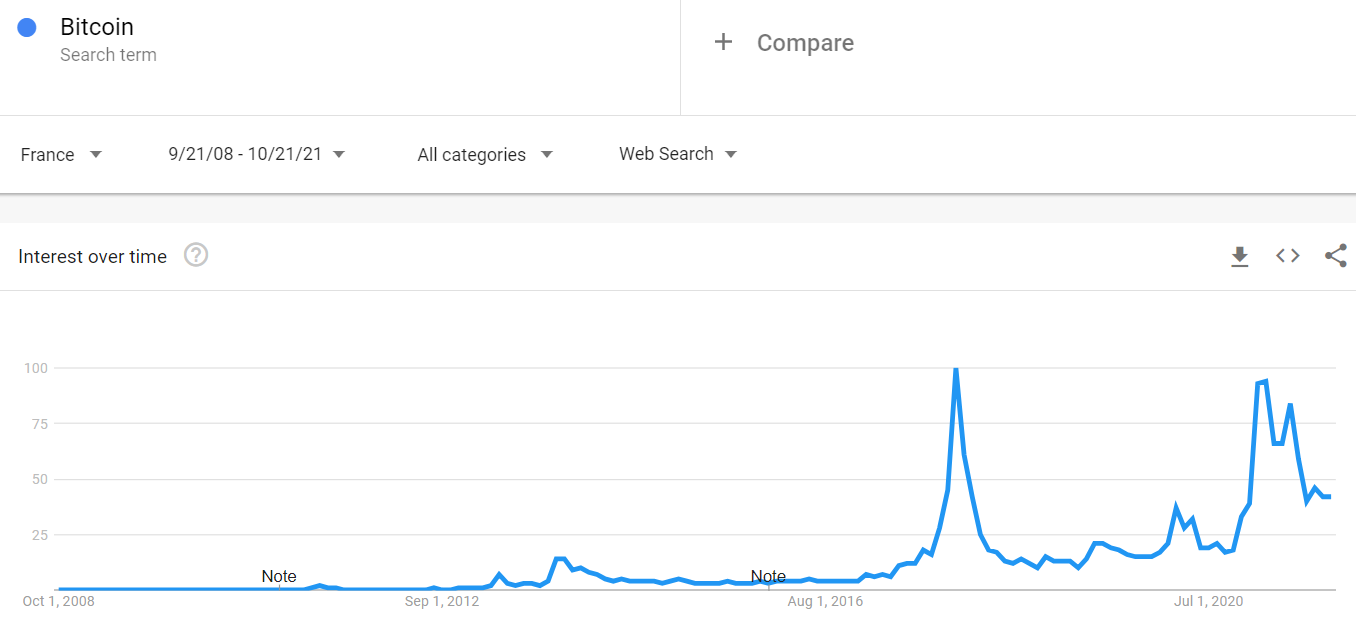 Bitcoin
Search term
+ Compare
France
9/21/08 - 10/21/21
All categories
Web Search
Interest over time
?
100
75
50
25
Note
Note
Oct 1, 2008
Sep 1, 2012
Aug 1, 2016
Jul 1, 2020